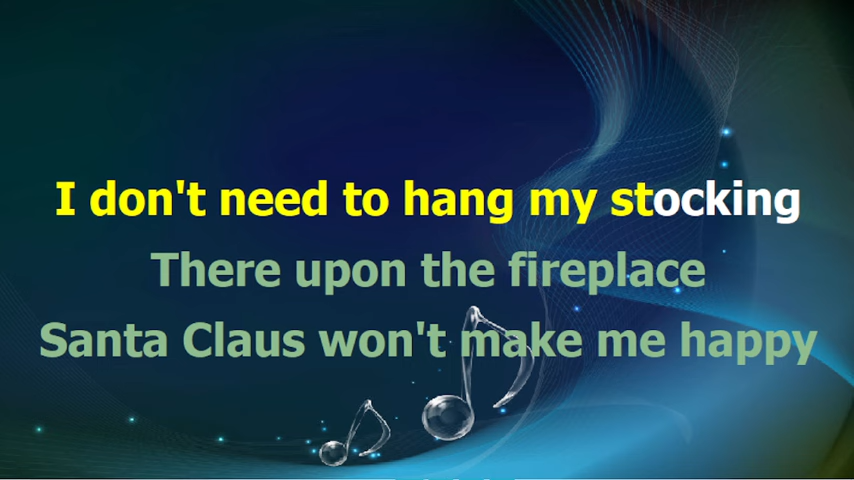 I don't need to hang my stocking
There upon the fireplace
Santa Claus won't make me happy